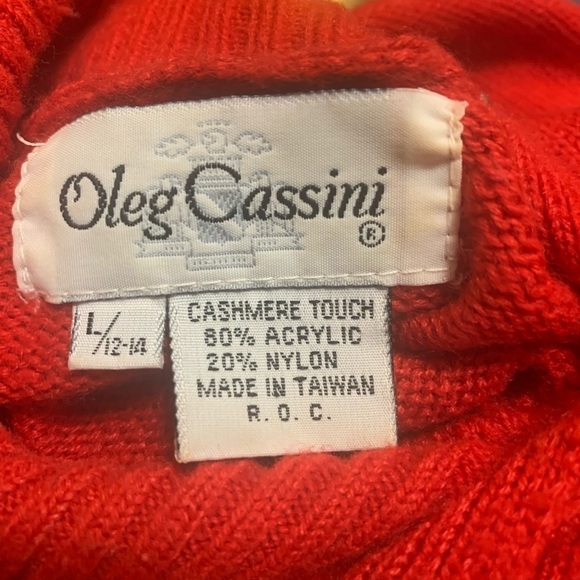 Oleg Cassini ®
L/12-14
CASHMERE TOUCH
80% ACRYLIC
20% NYLON
MADE IN TAIWAN
R. O. C.